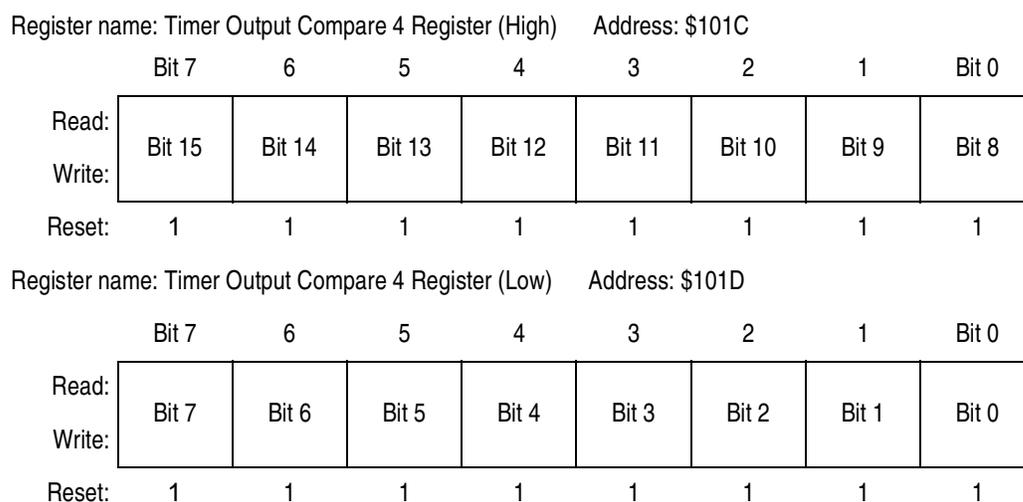 Register name: Timer Output Compare 4 Register (High) Address: $101C
Bit 7 6 5 4 3 2 1 Bit 0
Read:
Bit 15 Bit 14 Bit 13 Bit 12 Bit 11 Bit 10 Bit 9 Bit 8
Write:
Reset: 1 1 1 1 1 1 1 1
Register name: Timer Output Compare 4 Register (Low) Address: $101D
Bit 7 6 5 4 3 2 1 Bit 0
Read:
Bit 7 Bit 6 Bit 5 Bit 4 Bit 3 Bit 2 Bit 1 Bit 0
Write:
Reset: 1 1 1 1 1 1 1 1